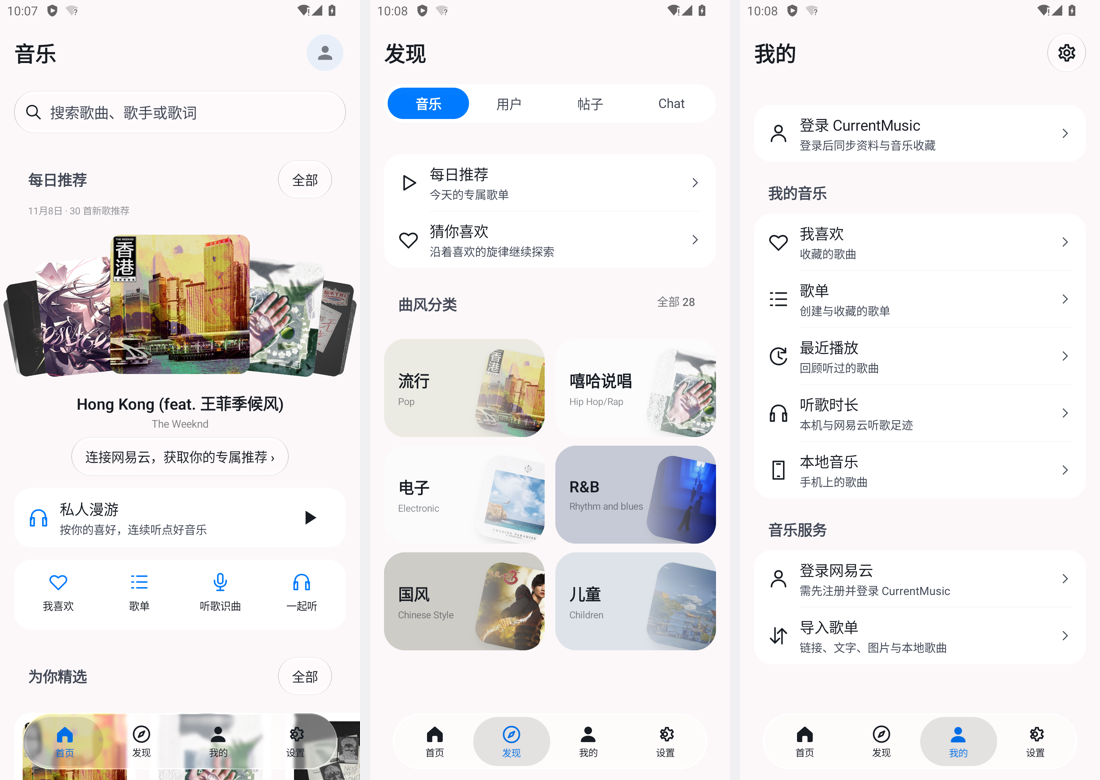 10:07
音乐
搜索歌曲、歌手或歌词
每日推荐
全部
11月8日 · 30 首新歌推荐
香港
Hong Kong (feat. 王菲季候风)
The Weeknd
连接网易云，获取你的专属推荐 ›
私人漫游
按你的喜好，连续听点好音乐
我喜欢
歌单
听歌识曲
一起听
为你精选
全部
首页
发现
我的
设置
10:08
发现
音乐
用户
帖子
Chat
每日推荐
今天的专属歌单
猜你喜欢
沿着喜欢的旋律继续探索
曲风分类
全部 28
流行
Pop
香港
嘻哈说唱
Hip Hop/Rap
电子
Electronic
R&B
Rhythm and blues
国风
Chinese Style
儿童
Children
首页
发现
我的
设置
10:08
我的
登录 CurrentMusic
登录后同步资料与音乐收藏
我的音乐
我喜欢
收藏的歌曲
歌单
创建与收藏的歌单
最近播放
回顾听过的歌曲
听歌时长
本机与网易云听歌足迹
本地音乐
手机上的歌曲
音乐服务
登录网易云
需先注册并登录 CurrentMusic
导入歌单
链接、文字、图片与本地歌曲
首页
发现
我的
设置